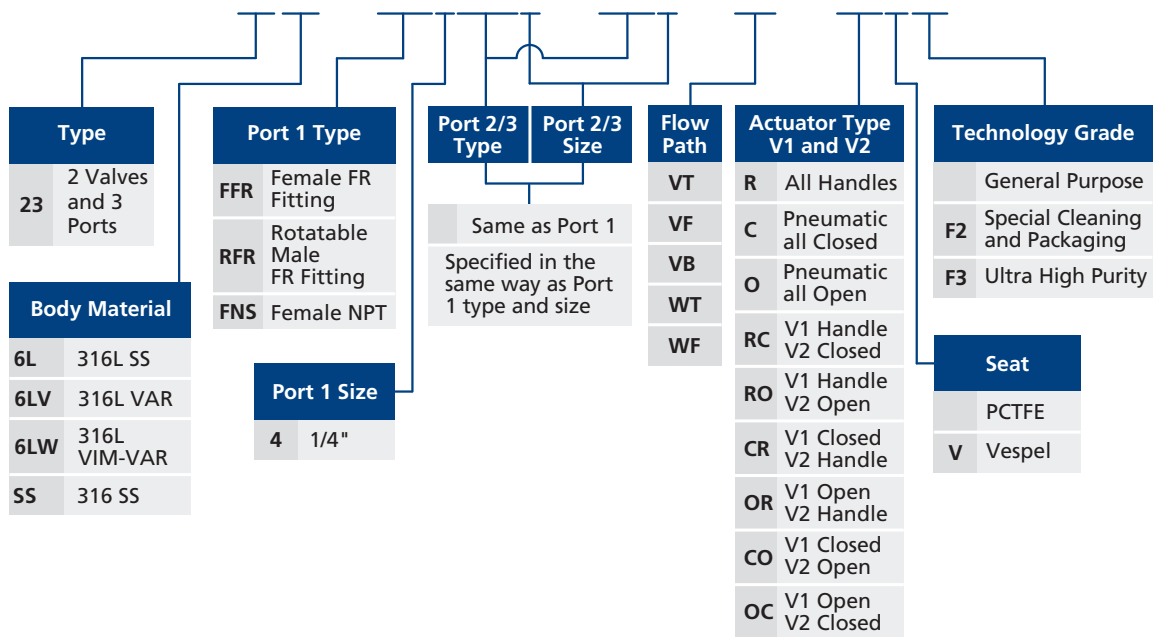 Type
23 2 Valves
and 3
Ports
Body Material
6L 316L SS
6LV 316L VAR
6LW 316L
VIM-VAR
SS 316 SS
Port 1 Type
FFR Female FR
Fitting
RFR Rotatable
Male
FR Fitting
FNS Female NPT
Port 1 Size
4 1/4"
Port 2/3
Type
Port 2/3
Size
Same as Port 1
Specified in the
same way as Port
1 type and size
Flow
Path
VT
VF
VB
WT
WF
Actuator Type
V1 and V2
R All Handles
C Pneumatic
all Closed
O Pneumatic
all Open
RC V1 Handle
V2 Closed
RO V1 Handle
V2 Open
CR V1 Closed
V2 Handle
OR V1 Open
V2 Handle
CO V1 Closed
V2 Open
OC V1 Open
V2 Closed
Technology Grade
General Purpose
F2 Special Cleaning
and Packaging
F3 Ultra High Purity
Seat
PCTFE
V Vespel